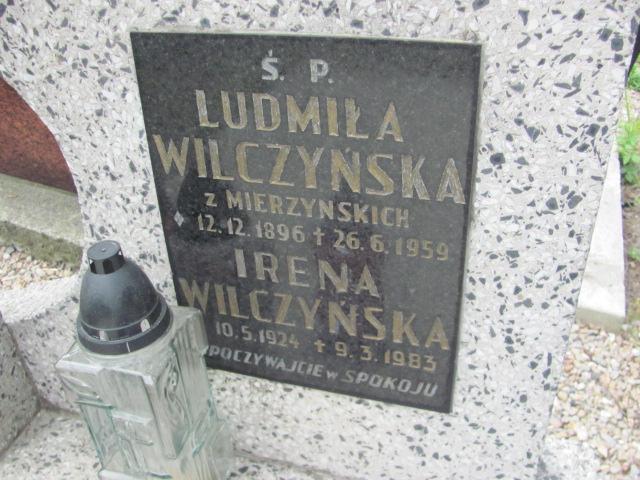 Ś. P.
LUDMIŁA
WILCZYŃSKA
z MIERZYŃSKICH
12.12.1896 + 26.6.1959
IRENA
WILCZYŃSKA
10.5.1924 + 9.3.1983
SPOCZYWAJCIE w SPOKOJU